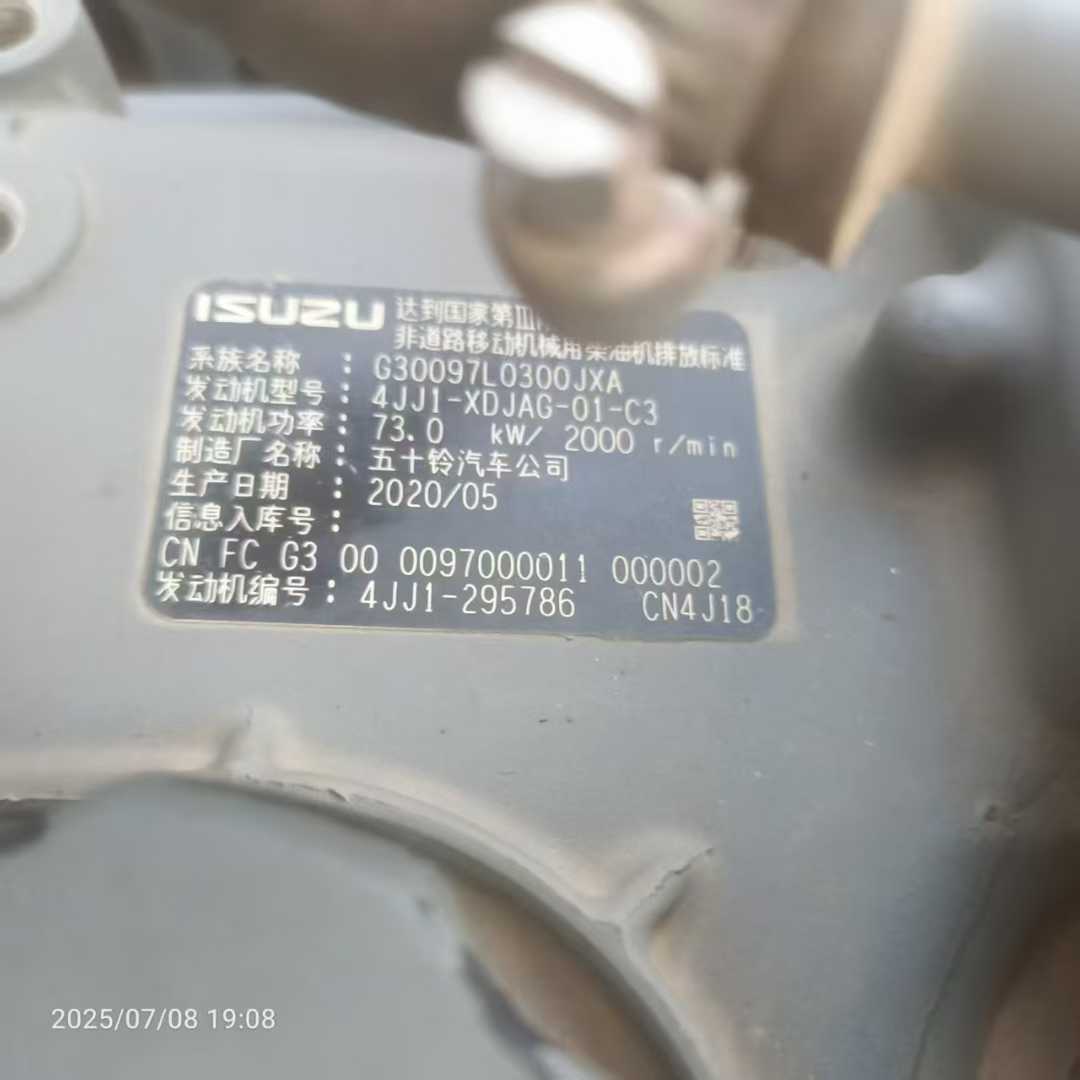 ISUZU 达到国家第III
非道路移动机械用柴油机排放标准
系族名称 : G30097L0300JXA
发动机型号 : 4JJ1-XDJAG-01-C3
发动机功率 : 73.0 kW/ 2000 r/min
制造厂名称 : 五十铃汽车公司
生产日期 : 2020/05
信息入库号 :
CN FC G3 00 0097000011 000002
发动机编号 : 4JJ1-295786 CN4J18
2025/07/08 19:08